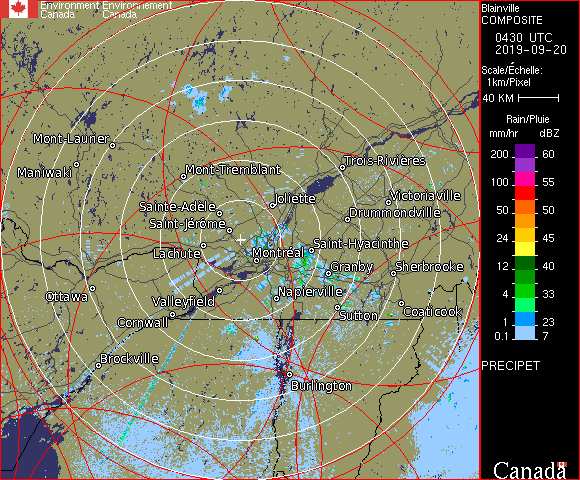 Environment Environnement
Canada Canada
Blainville
COMPOSITE
0430 UTC
2019-09-20
Scale/Échelle:
1km/Pixel
40 KM
Rain/Pluie
mm/hr dBZ
200 60
100 55
50 50
24 45
12 40
4 33
1 23
0.1 7
PRECIPET
Canada
Mont-Laurier
Maniwaki
Mont-Tremblant
Trois-Rivières
Joliette
Victoriaville
Sainte-Adèle
Drummondville
Saint-Jérôme
Saint-Hyacinthe
Lachute
Montréal
Granby
Sherbrooke
Ottawa
Valleyfield
Napierville
Cornwall
Sutton
Coaticook
Brockville
Burlington